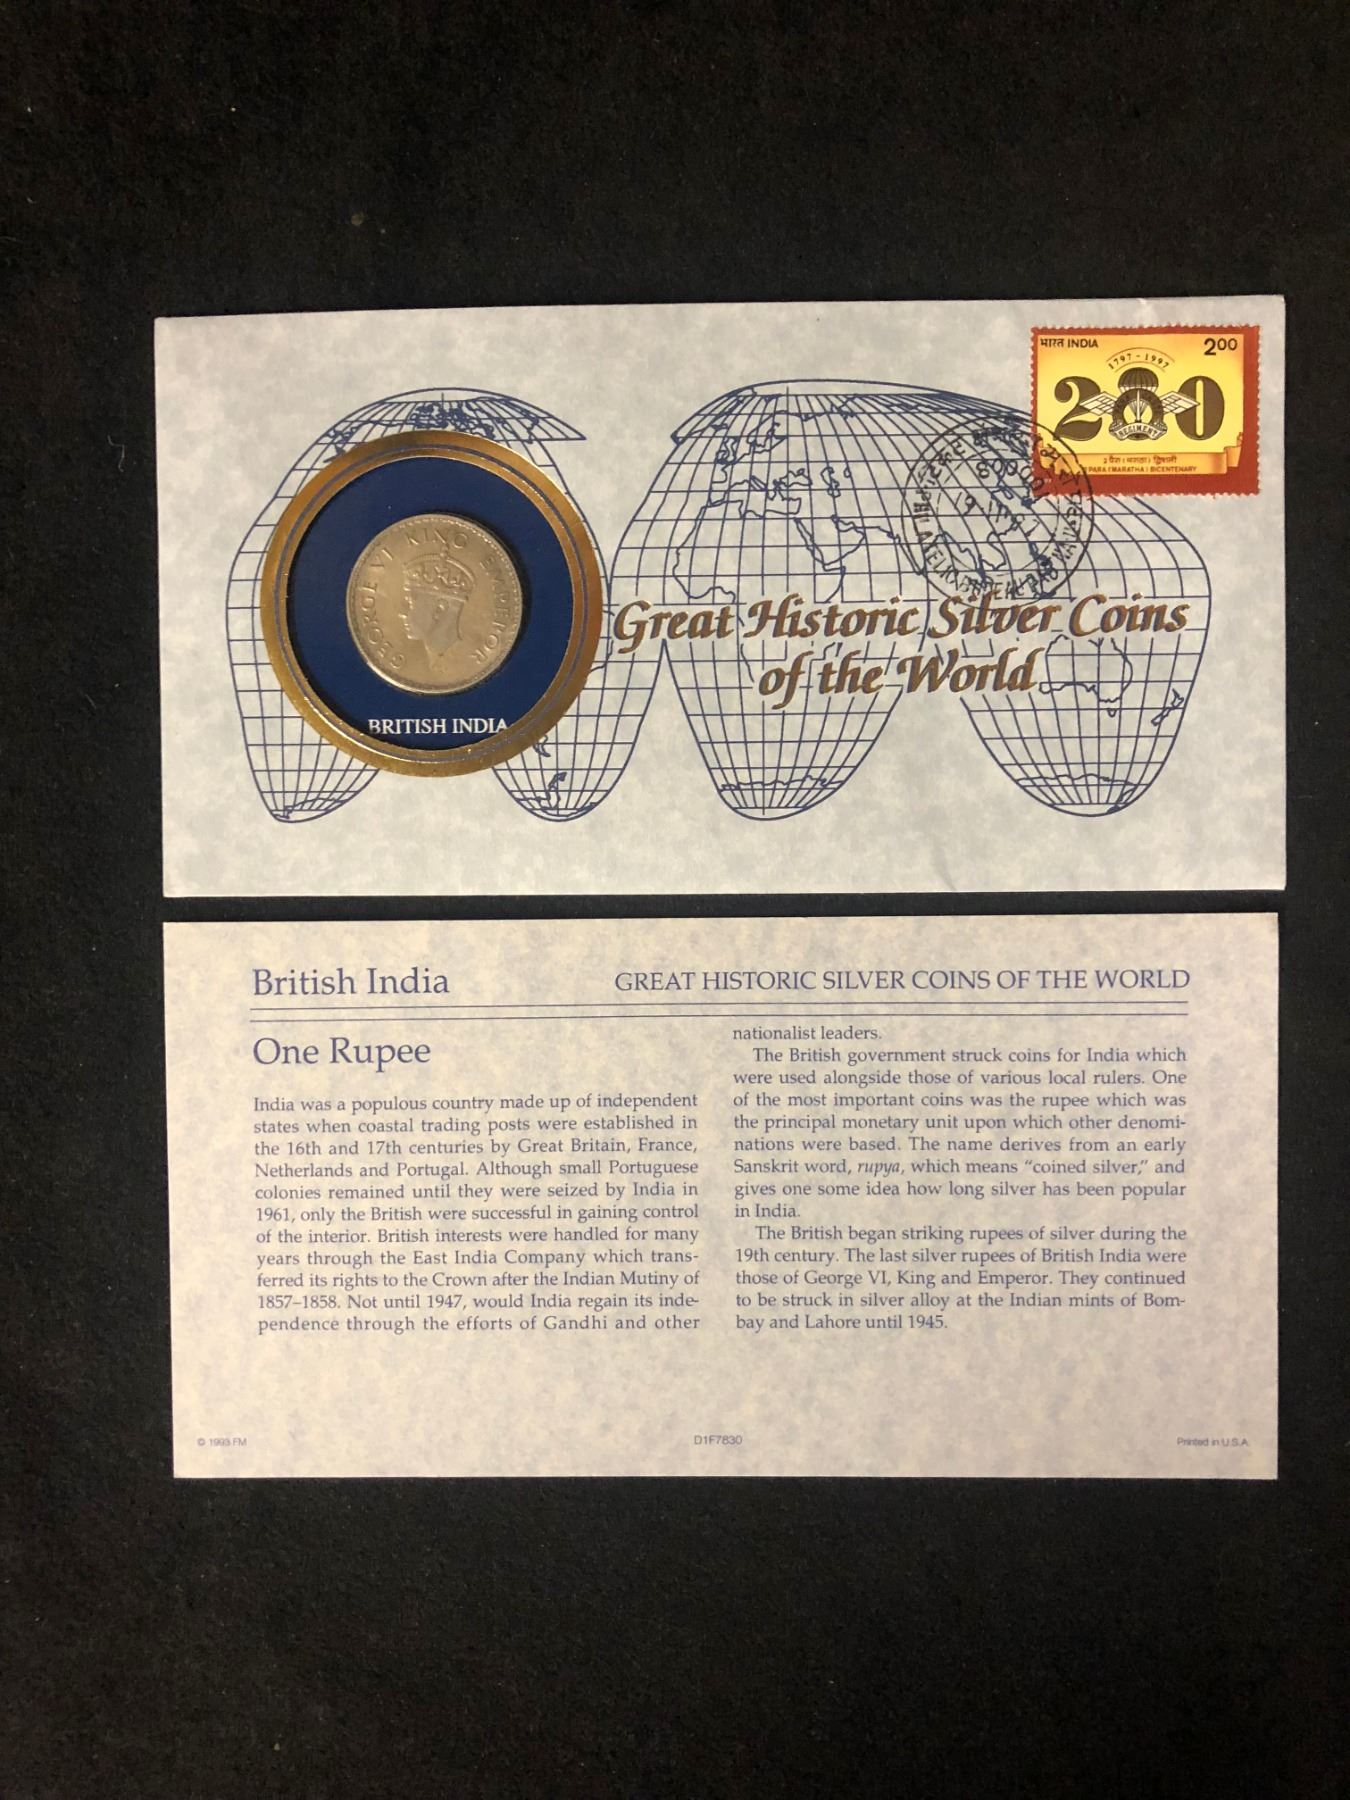 भारत INDIA 200
1797-1997
200
REGIMENT
2 पैरा (मराठा) द्विशती
PARA (MARATHA) BICENTENARY
GEORGE VI KING EMPEROR
BRITISH INDIA
Great Historic Silver Coins
of the World
British India
GREAT HISTORIC SILVER COINS OF THE WORLD
One Rupee
India was a populous country made up of independent
states when coastal trading posts were established in
the 16th and 17th centuries by Great Britain, France,
Netherlands and Portugal. Although small Portuguese
colonies remained until they were seized by India in
1961, only the British were successful in gaining control
of the interior. British interests were handled for many
years through the East India Company which trans-
ferred its rights to the Crown after the Indian Mutiny of
1857–1858. Not until 1947, would India regain its inde-
pendence through the efforts of Gandhi and other
nationalist leaders.
The British government struck coins for India which
were used alongside those of various local rulers. One
of the most important coins was the rupee which was
the principal monetary unit upon which other denomi-
nations were based. The name derives from an early
Sanskrit word, rupya, which means “coined silver,” and
gives one some idea how long silver has been popular
in India.
The British began striking rupees of silver during the
19th century. The last silver rupees of British India were
those of George VI, King and Emperor. They continued
to be struck in silver alloy at the Indian mints of Bom-
bay and Lahore until 1945.
© 1993 FM
D1F7830
Printed in U.S.A.